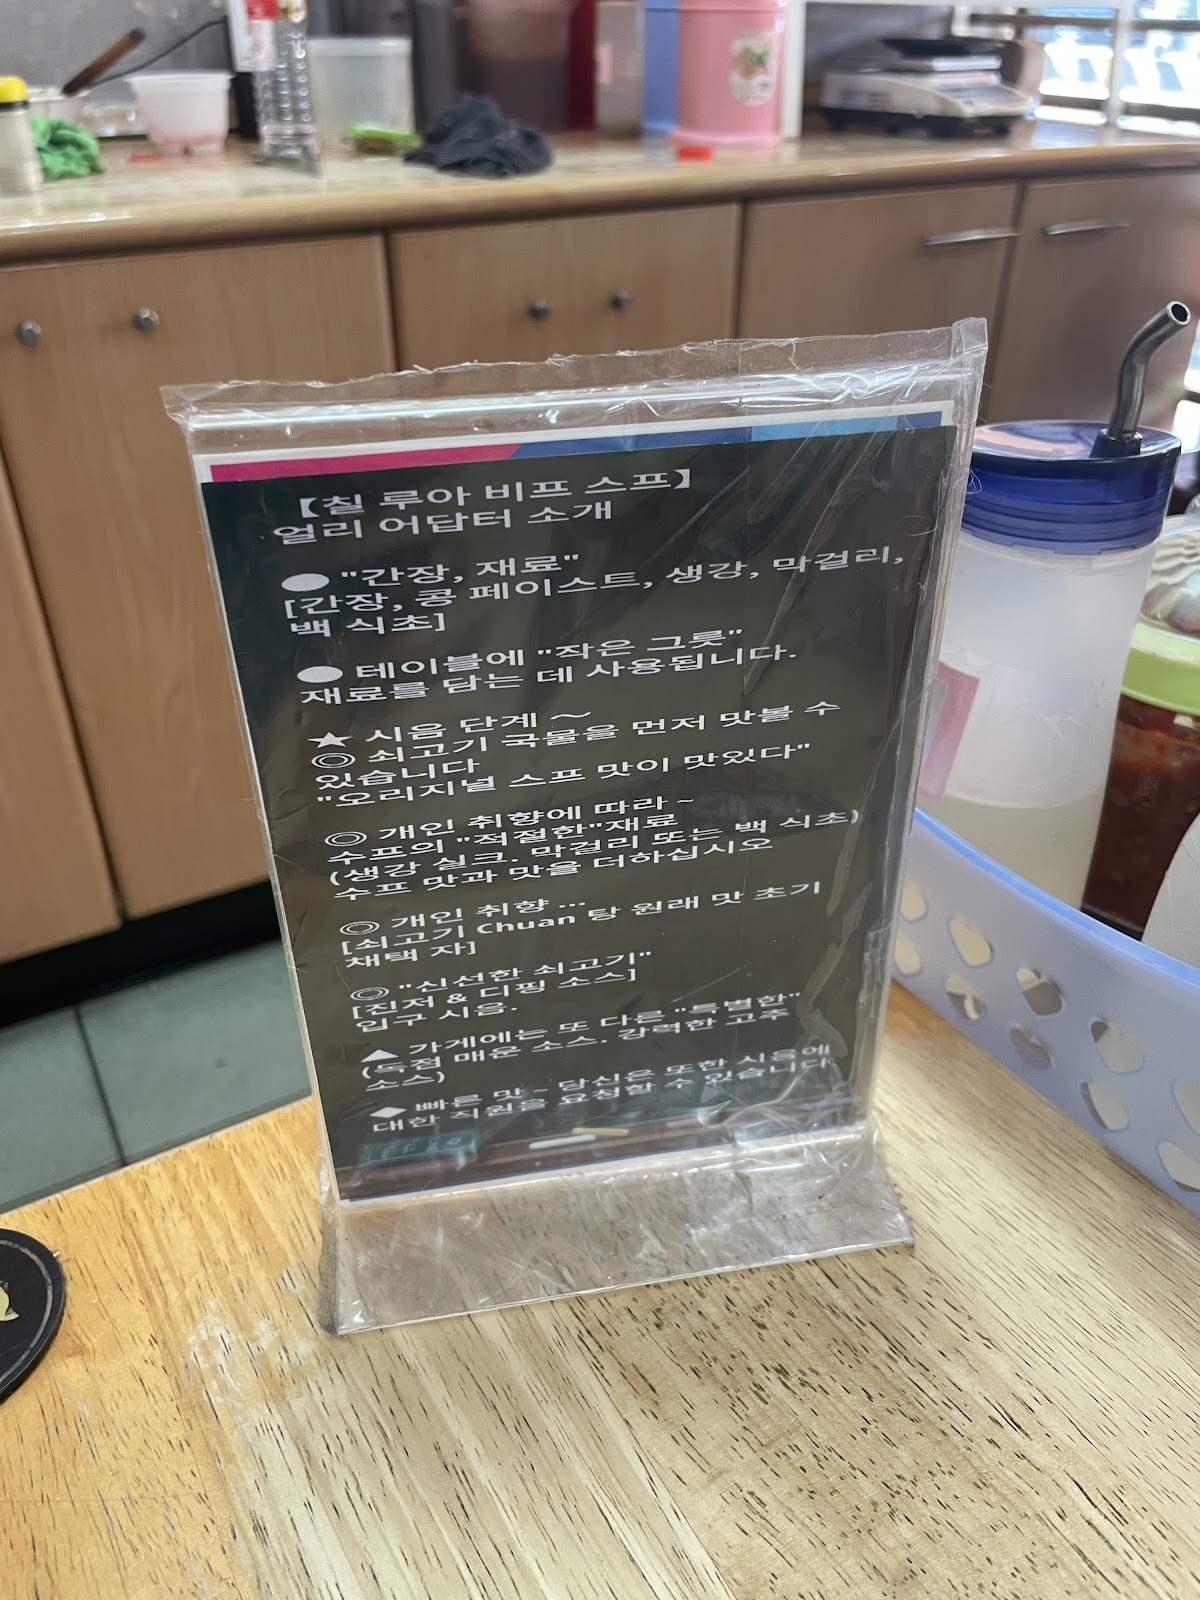 【칠 루아 비프 스프】
얼리 어답터 소개
● "간장, 재료"
[간장, 콩 페이스트, 생강, 막걸리,
백 식초]
● 테이블에 "작은 그릇"
재료를 담는 데 사용됩니다.
★ 시음 단계 ～
◎ 쇠고기 국물을 먼저 맛볼 수
있습니다
"오리지널 스프 맛이 맛있다"
◎ 개인 취향에 따라 ~
수프의 "적절한"재료
(생강 실크. 막걸리 또는 백 식초)
수프 맛과 맛을 더하십시오
◎ 개인 취향 ...
[쇠고기 Chuan 탕 원래 맛 초기
채택 자]
◎ "신선한 쇠고기"
[진저 & 디핑 소스]
입구 시음.
▲ 가게에는 또 다른 "특별한"
(독점 매운 소스. 강력한 고추
소스)
◆ 빠른 맛 - 당신은 또한 시음에
대한 직원을 요청할 수 있습니다